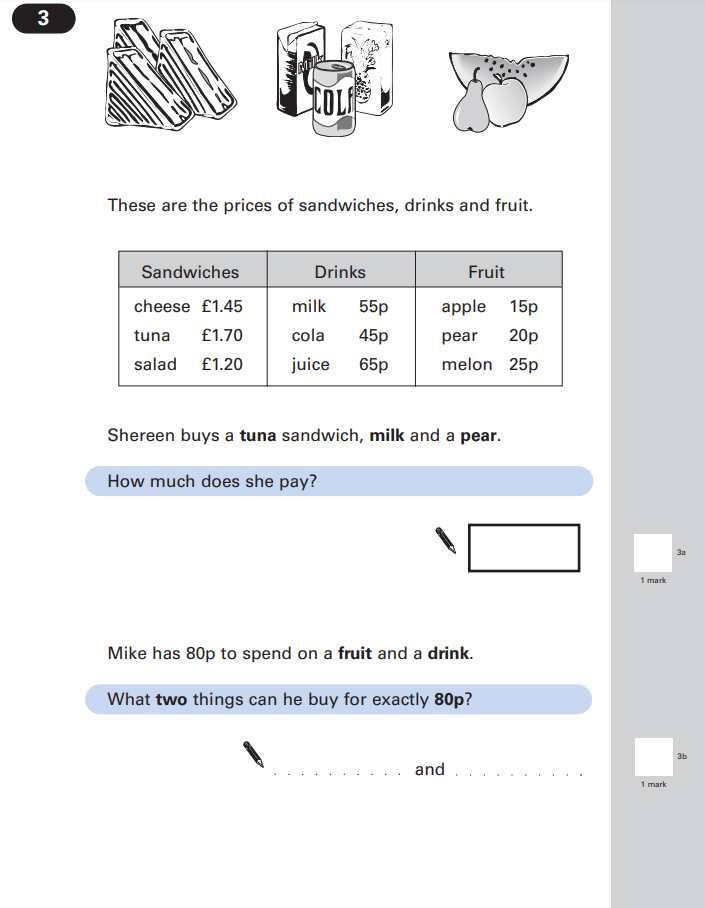 3
Milk
COLA
These are the prices of sandwiches, drinks and fruit.
Sandwiches Drinks Fruit
cheese £1.45 milk 55p apple 15p
tuna £1.70 cola 45p pear 20p
salad £1.20 juice 65p melon 25p
Shereen buys a tuna sandwich, milk and a pear.
How much does she pay?
3a
1 mark
Mike has 80p to spend on a fruit and a drink.
What two things can he buy for exactly 80p?
. . . . . . . . . . and . . . . . . . . . .
3b
1 mark